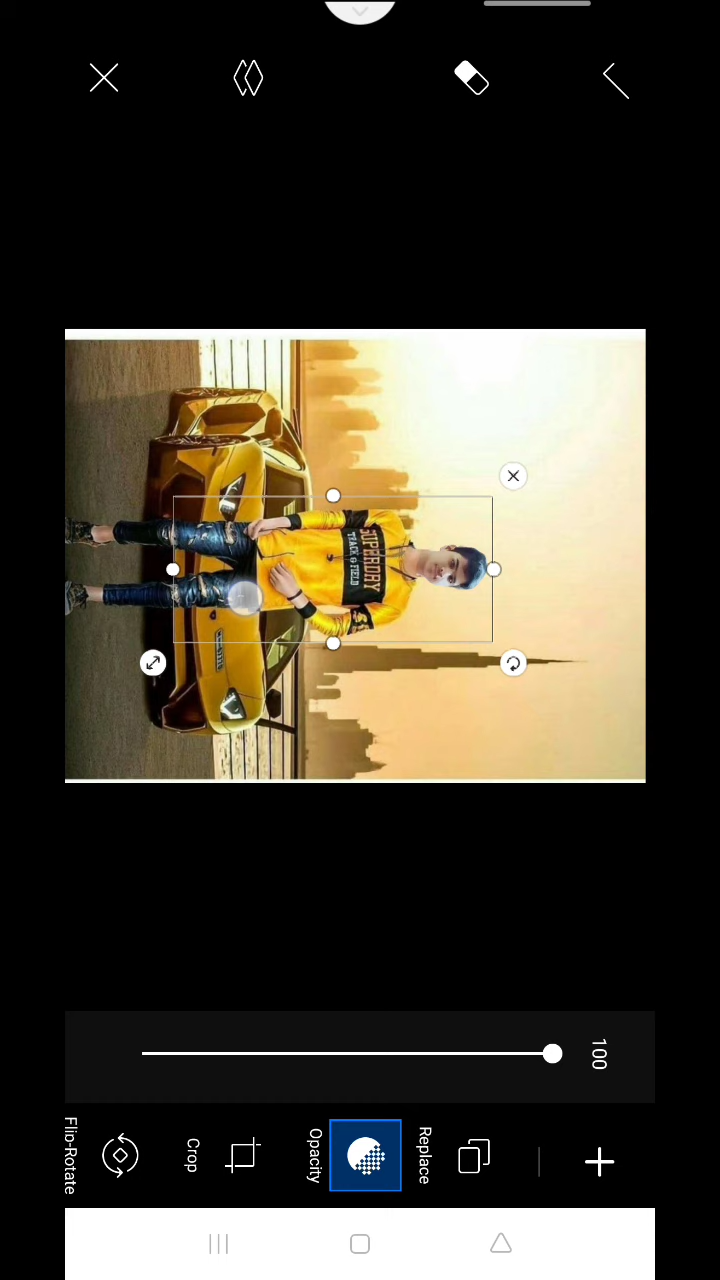 SUPERDRY
TRACK & FIELD
100
Replace
Opacity
Crop
Flip-Rotate